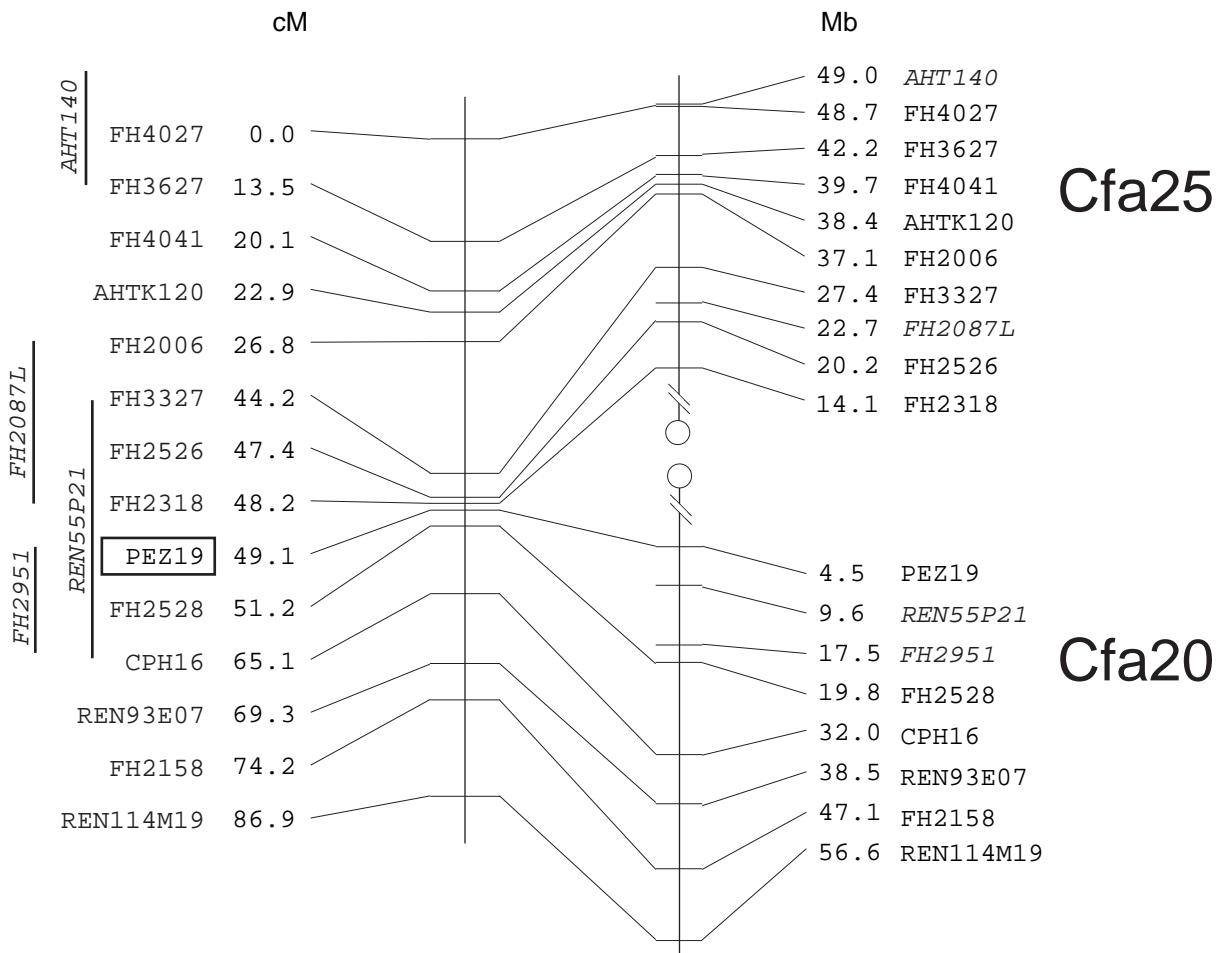 cM
Mb
AHT140
FH4027 0.0
FH3627 13.5
FH4041 20.1
AHTK120 22.9
FH2006 26.8
FH3327 44.2
FH2526 47.4
FH2318 48.2
PEZ19 49.1
FH2528 51.2
CPH16 65.1
REN93E07 69.3
FH2158 74.2
REN114M19 86.9
FH2087L
REN55P21
FH2951
49.0 AHT140
48.7 FH4027
42.2 FH3627
39.7 FH4041
38.4 AHTK120
37.1 FH2006
27.4 FH3327
22.7 FH2087L
20.2 FH2526
14.1 FH2318
Cfa25
4.5 PEZ19
9.6 REN55P21
17.5 FH2951
19.8 FH2528
32.0 CPH16
38.5 REN93E07
47.1 FH2158
56.6 REN114M19
Cfa20